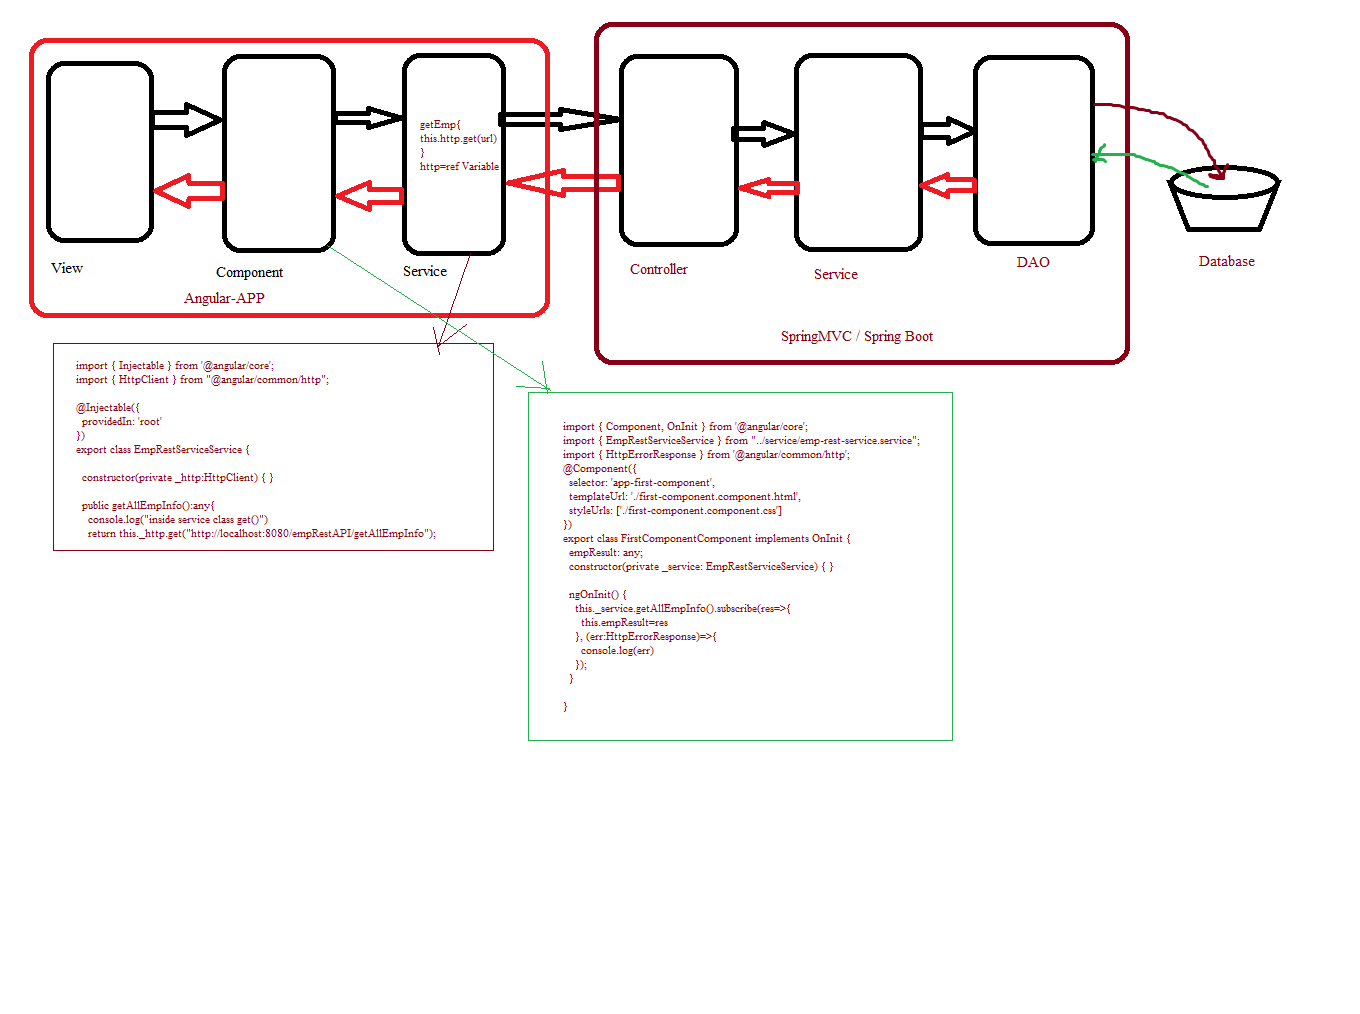 getEmp{
this.http.get(url)
}
http=ref Variable
View
Component
Service
Angular-APP
Controller
Service
DAO
Database
SpringMVC / Spring Boot
import { Injectable } from '@angular/core';
import { HttpClient } from "@angular/common/http";
@Injectable({
providedIn: 'root'
})
export class EmpRestServiceService {
constructor(private _http:HttpClient) { }
public getAllEmpInfo():any{
console.log("inside service class get()")
return this._http.get("http://localhost:8080/empRestAPI/getAllEmpInfo");
import { Component, OnInit } from '@angular/core';
import { EmpRestServiceService } from "../service/emp-rest-service.service";
import { HttpErrorResponse } from '@angular/common/http';
@Component({
selector: 'app-first-component',
templateUrl: './first-component.component.html',
styleUrls: ['./first-component.component.css']
})
export class FirstComponentComponent implements OnInit {
empResult: any;
constructor(private _service: EmpRestServiceService) { }
ngOnInit() {
this._service.getAllEmpInfo().subscribe(res=>{
this.empResult=res
}, (err:HttpErrorResponse)=>{
console.log(err)
});
}
}